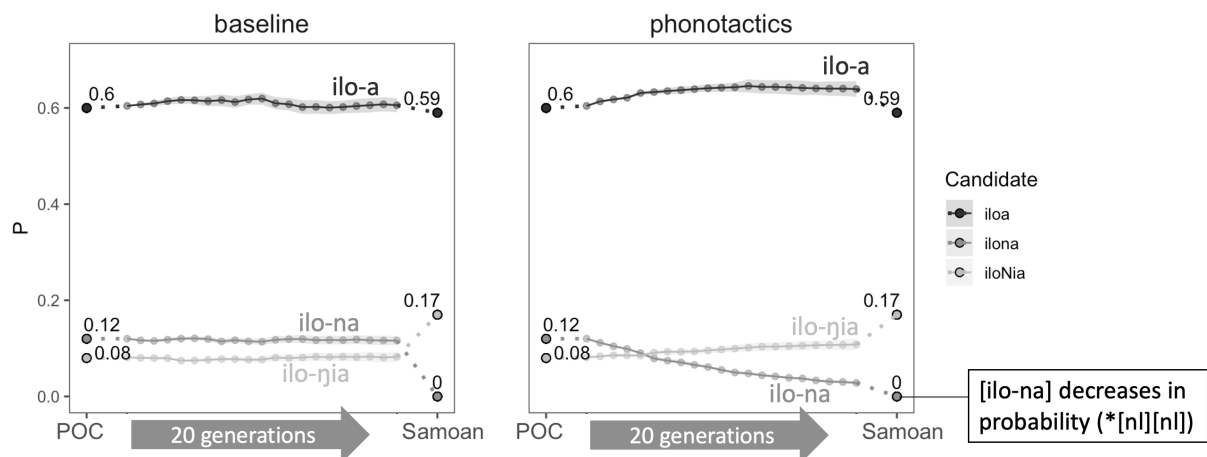 baseline
phonotactics
P
0.6
0.4
0.2
0.0
0.6
ilo-a
0.59
0.12
0.08
ilo-na
ilo-ŋia
0.17
0
POC
20 generations
Samoan
0.6
ilo-a
0.59
0.12
0.08
ilo-ŋia
ilo-na
0.17
0
POC
20 generations
Samoan
Candidate
iloa
ilona
iloNia
[ilo-na] decreases in
probability (*[nl][nl])